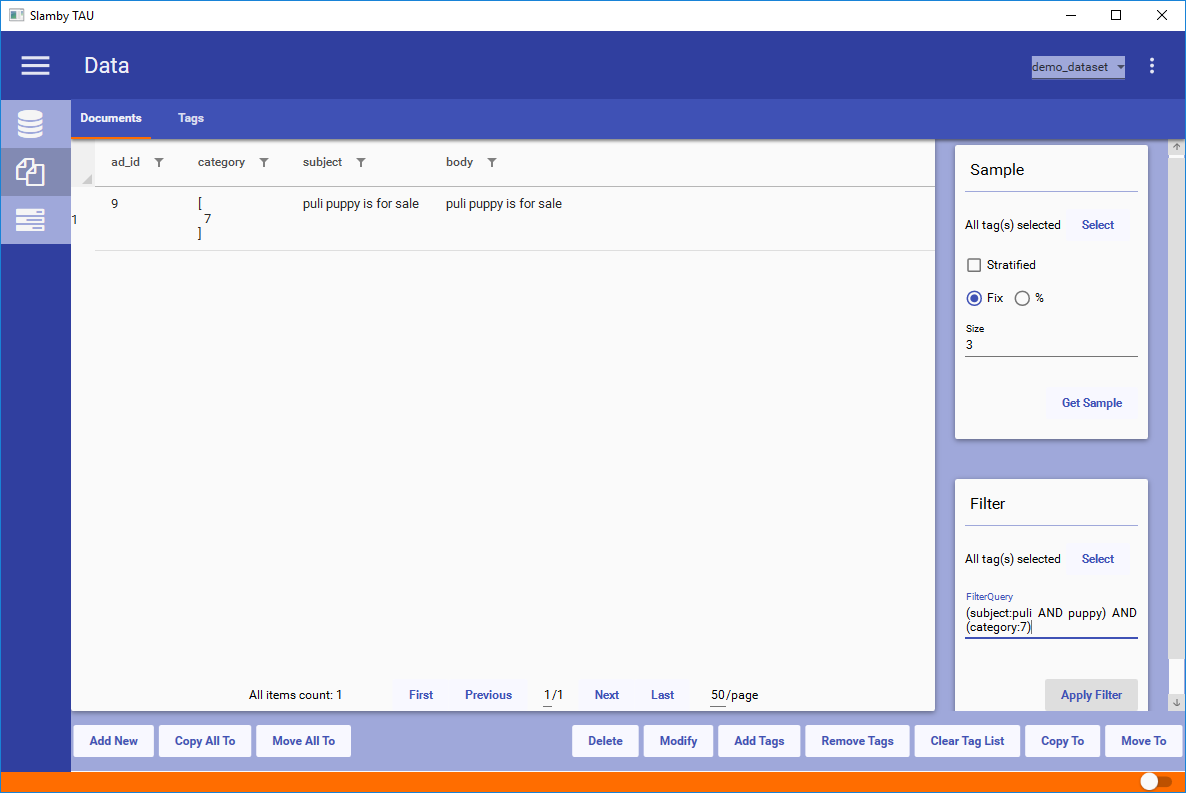 Slamby TAU
Data
demo_dataset
Documents Tags
ad_id category subject body
1 9 [ puli puppy is for sale puli puppy is for sale
7
]
Sample
All tag(s) selected Select
Stratified
Fix %
Size
3
Get Sample
Filter
All tag(s) selected Select
FilterQuery
(subject:puli AND puppy) AND
(category:7)
Apply Filter
All items count: 1 First Previous 1/1 Next Last 50/page
Add New Copy All To Move All To Delete Modify Add Tags Remove Tags Clear Tag List Copy To Move To